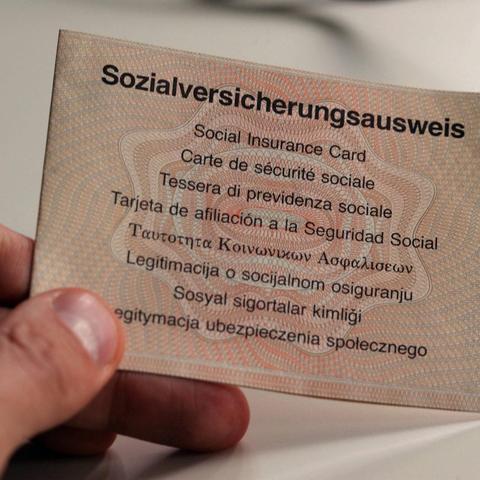 Sozialversicherungsausweis
Social Insurance Card
Carte de sécurité sociale
Tessera di previdenza sociale
Tarjeta de afiliación a la Seguridad Social
Ταυτοτητα Κοινωνικων Ασφαλισεων
Legitimacija o socijalnom osiguranju
Sosyal sigortalar kimliği
egitymacja ubezpieczenia społecznego